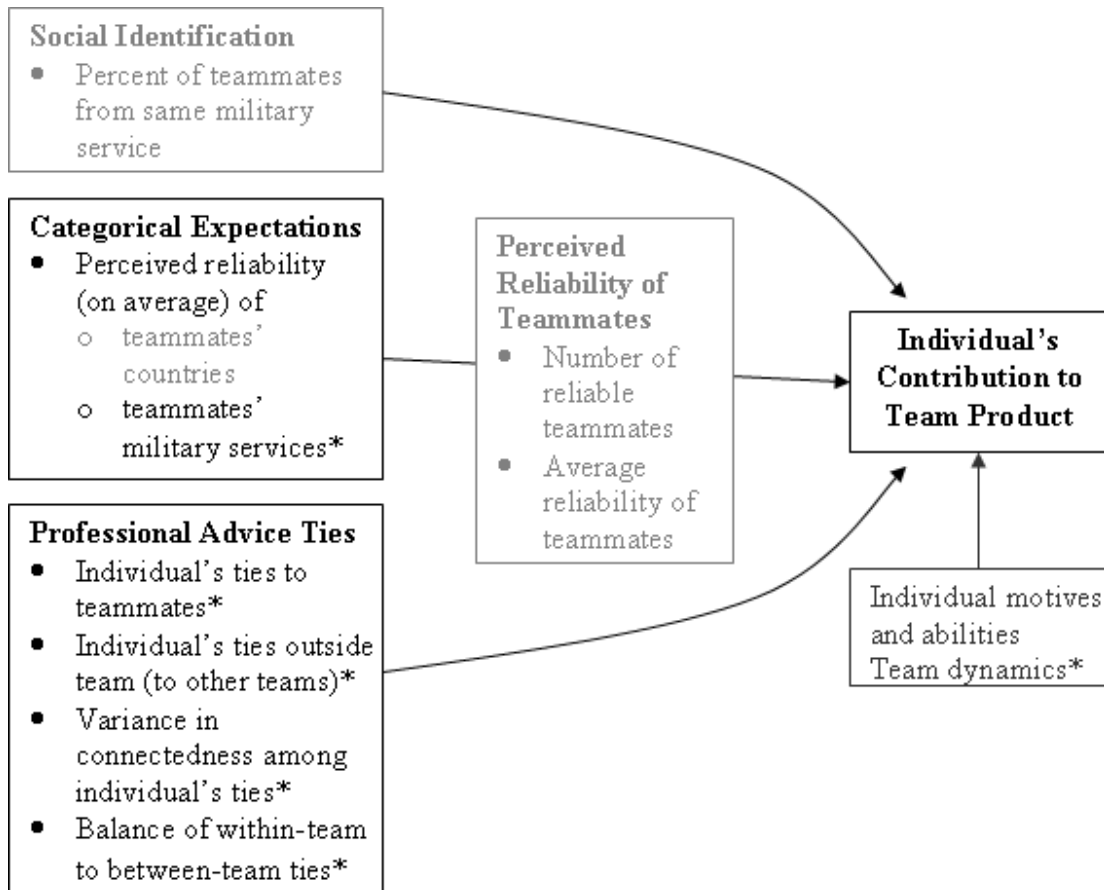 Social Identification
• Percent of teammates
from same military
service
Categorical Expectations
• Perceived reliability
(on average) of
o teammates’
countries
o teammates’
military services*
Professional Advice Ties
• Individual’s ties to
teammates*
• Individual’s ties outside
team (to other teams)*
• Variance in
connectedness among
individual’s ties*
• Balance of within-team
to between-team ties*
Perceived
Reliability of
Teammates
• Number of
reliable
teammates
• Average
reliability of
teammates
Individual’s
Contribution to
Team Product
Individual motives
and abilities
Team dynamics*